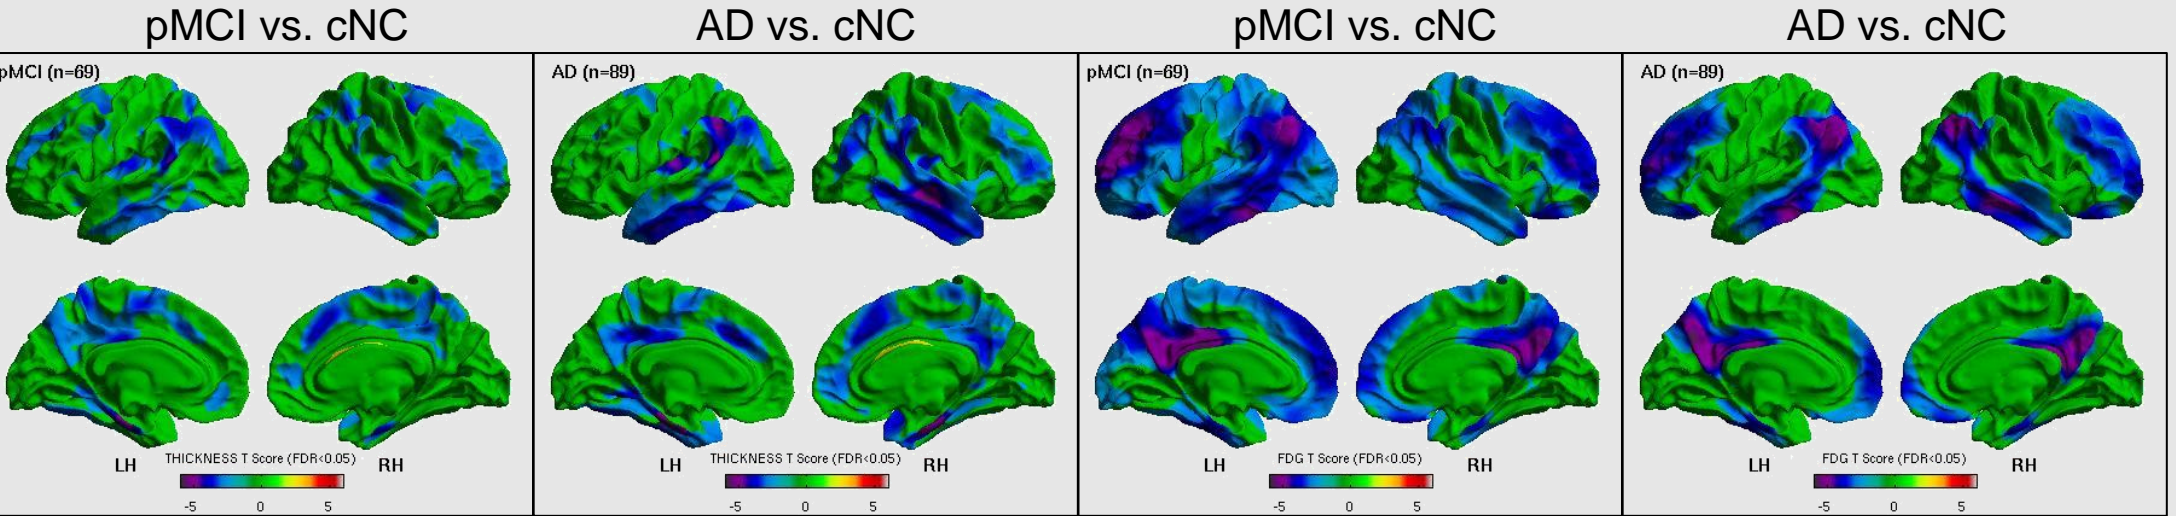 pMCI vs. cNC
AD vs. cNC
pMCI vs. cNC
AD vs. cNC
pMCI (n=69)
AD (n=89)
pMCI (n=69)
AD (n=89)
LH THICKNESS T Score (FDR<0.05) RH
-5 0 5
LH THICKNESS T Score (FDR<0.05) RH
-5 0 5
LH FDG T Score (FDR<0.05) RH
-5 0 5
LH FDG T Score (FDR<0.05) RH
-5 0 5